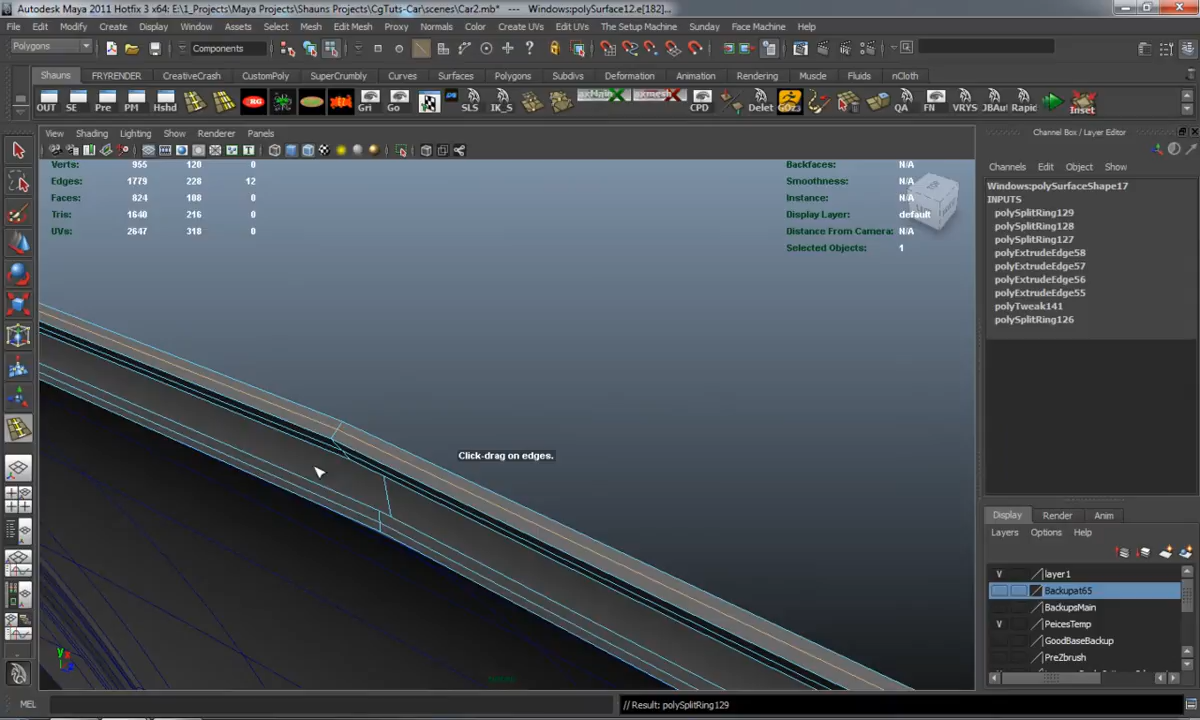 Autodesk Maya 2011 Hotfix 3 x64: E:\1_Projects\Maya Projects\Shauns Projects\CgTuts-Car\scenes\Car2.mb* --- Windows:polySurface12.e[182]...
File Edit Modify Create Display Window Assets Select Mesh Edit Mesh Proxy Normals Color Create UVs Edit UVs The Setup Machine Sunday Face Machine Help
Polygons Components
Shauns FRYRENDER CreativeCrash CustomPoly SuperCrumbly Curves Surfaces Polygons Subdivs Deformation Animation Rendering Muscle Fluids nCloth
OUT SE Pre PM Hshd Gri Go SLS IK_S CPD Delet GOz> QA FN VRYS JBAu Rapic Inset
View Shading Lighting Show Renderer Panels
Channel Box / Layer Editor
Verts: 955 120 0
Edges: 1779 228 12
Faces: 824 108 0
Tris: 1640 216 0
UVs: 2647 318 0
Backfaces: N/A
Smoothness: N/A
Instance: N/A
Display Layer: default
Distance From Camera: N/A
Selected Objects: 1
Channels Edit Object Show
Windows:polySurfaceShape17
INPUTS
polySplitRing129
polySplitRing128
polySplitRing127
polyExtrudeEdge58
polyExtrudeEdge57
polyExtrudeEdge56
polyExtrudeEdge55
polyTweak141
polySplitRing126
Click-drag on edges.
Display Render Anim
Layers Options Help
V layer1
Backupat65
BackupsMain
V PeicesTemp
GoodBaseBackup
PreZbrush
MEL // Result: polySplitRing129